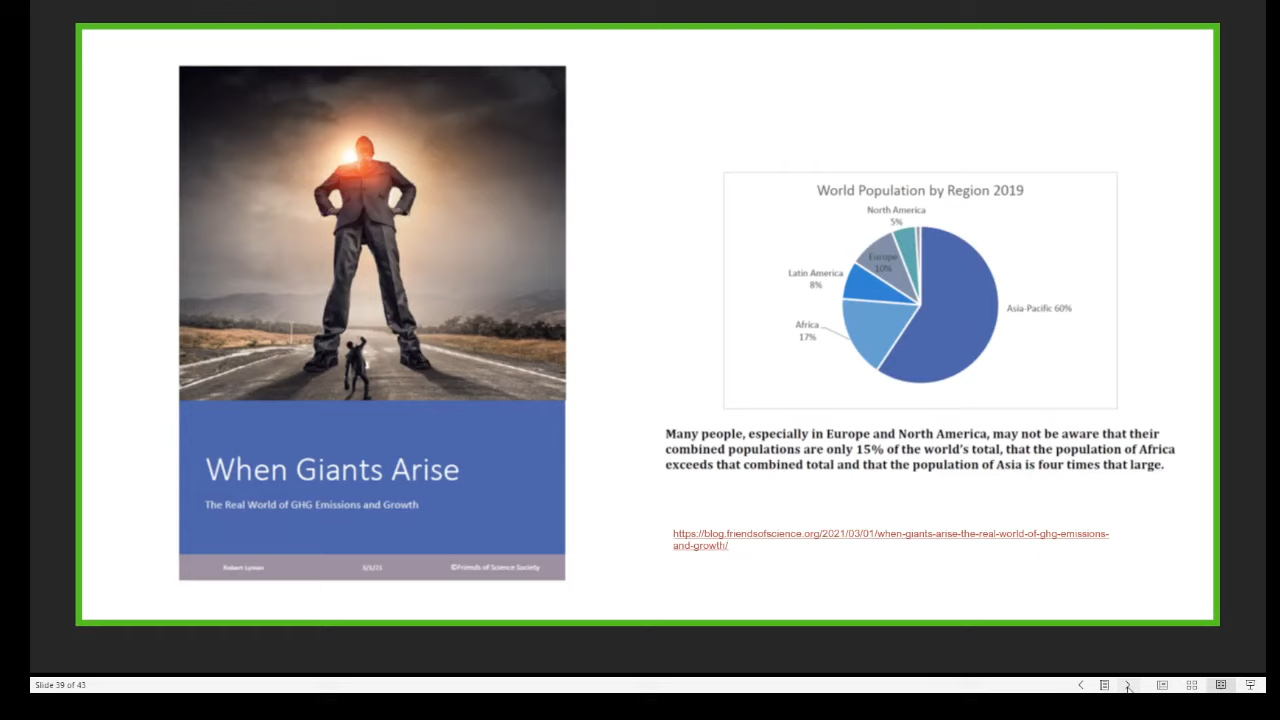 When Giants Arise
The Real World of GHG Emissions and Growth
Robert Lyman
3/1/21
©Friends of Science Society
World Population by Region 2019
North America
5%
Europe
10%
Latin America
8%
Africa
17%
Asia-Pacific 60%
Many people, especially in Europe and North America, may not be aware that their
combined populations are only 15% of the world's total, that the population of Africa
exceeds that combined total and that the population of Asia is four times that large.
https://blog.friendsofscience.org/2021/03/01/when-giants-arise-the-real-world-of-ghg-emissions-
and-growth/
Slide 39 of 43